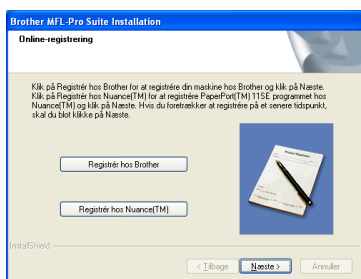 Brother MFL-Pro Suite Installation
Online-registrering
Klik på Registrér hos Brother for at registrére din maskine hos Brother og klik på Næste.
Klik på Registrér hos Nuance(TM) for at registrére PaperPort(TM) 11SE programmet hos
Nuance(TM) og klik på Næste. Hvis du foretrækker at registrére på et senere tidspunkt,
skal du blot klikke på Næste.
Registrér hos Brother
Registrér hos Nuance(TM)
InstallShield
< Tilbage
Næste >
Annuller